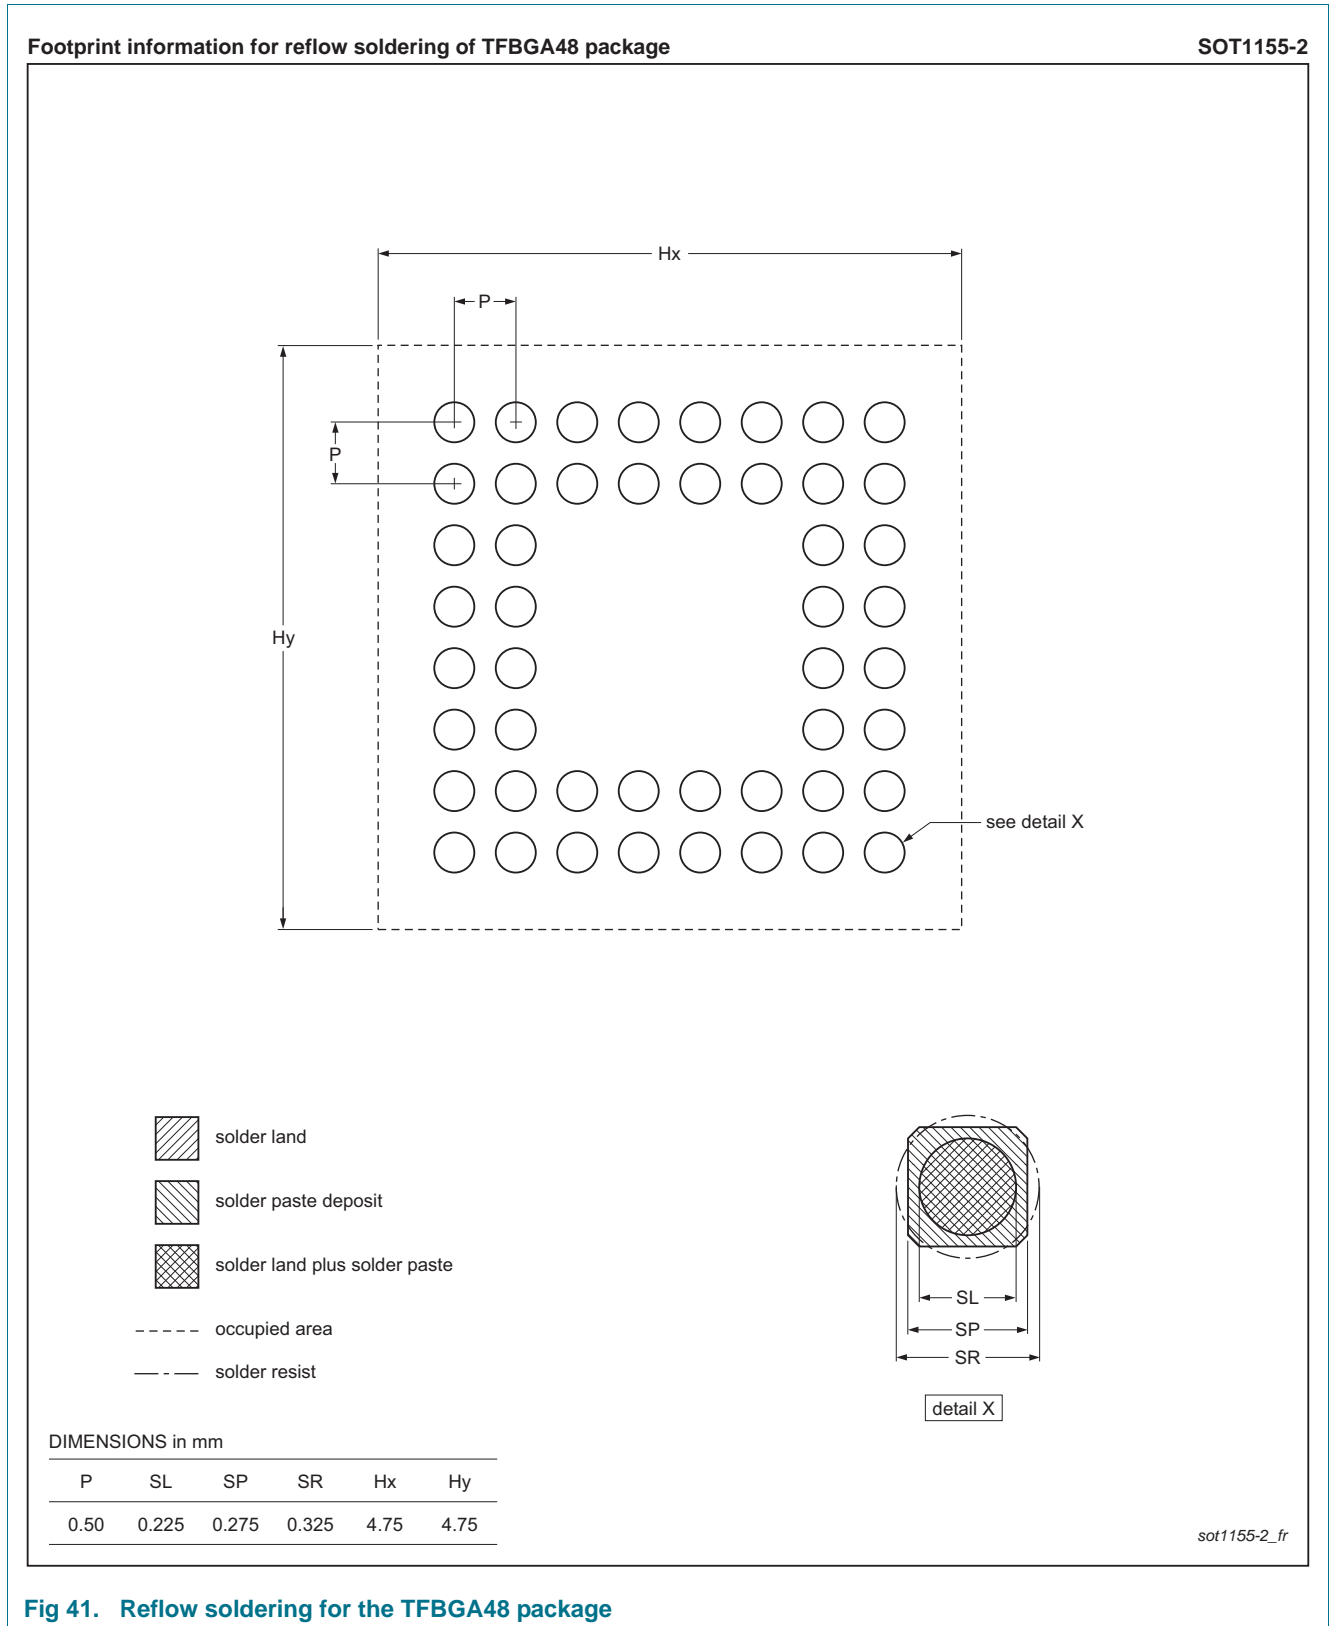 Footprint information for reflow soldering of TFBGA48 package SOT1155-2
Hx
P
P
Hy
see detail X
solder land
solder paste deposit
solder land plus solder paste
occupied area
solder resist
SL
SP
SR
detail X
DIMENSIONS in mm
P SL SP SR Hx Hy
0.50 0.225 0.275 0.325 4.75 4.75
sot1155-2_fr
Fig 41. Reflow soldering for the TFBGA48 package